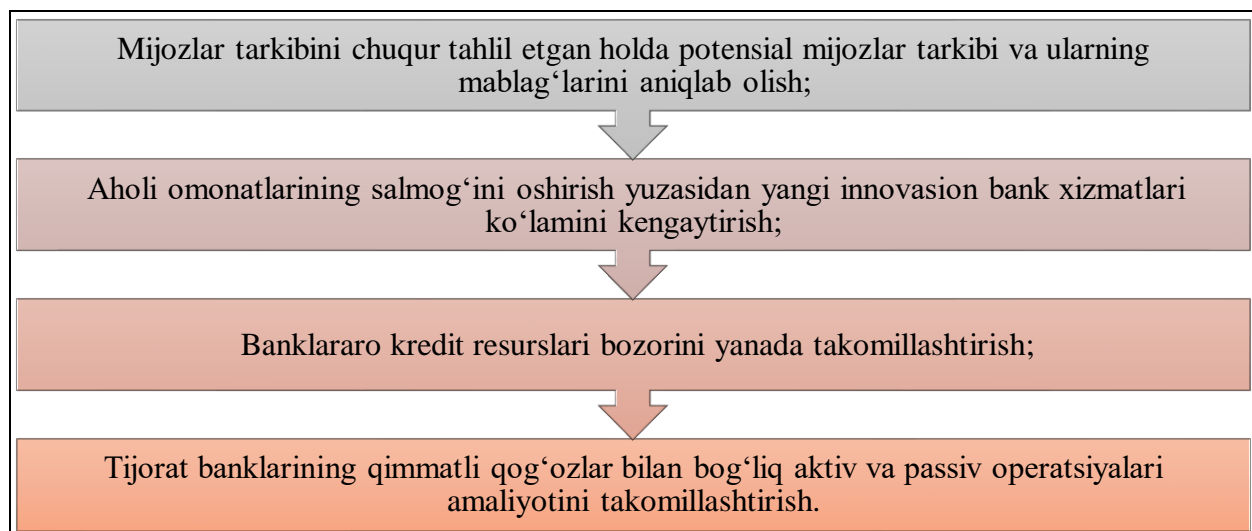 Mijozlar tarkibini chuqur tahlil etgan holda potensial mijozlar tarkibi va ularning
mablag‘larini aniqlab olish;
Aholi omonatlarining salmog‘ini oshirish yuzasidan yangi innovasion bank xizmatlari
ko‘lamini kengaytirish;
Banklararo kredit resurslari bozorini yanada takomillashtirish;
Tijorat banklarining qimmatli qog‘ozlar bilan bog‘liq aktiv va passiv operatsiyalari
amaliyotini takomillashtirish.